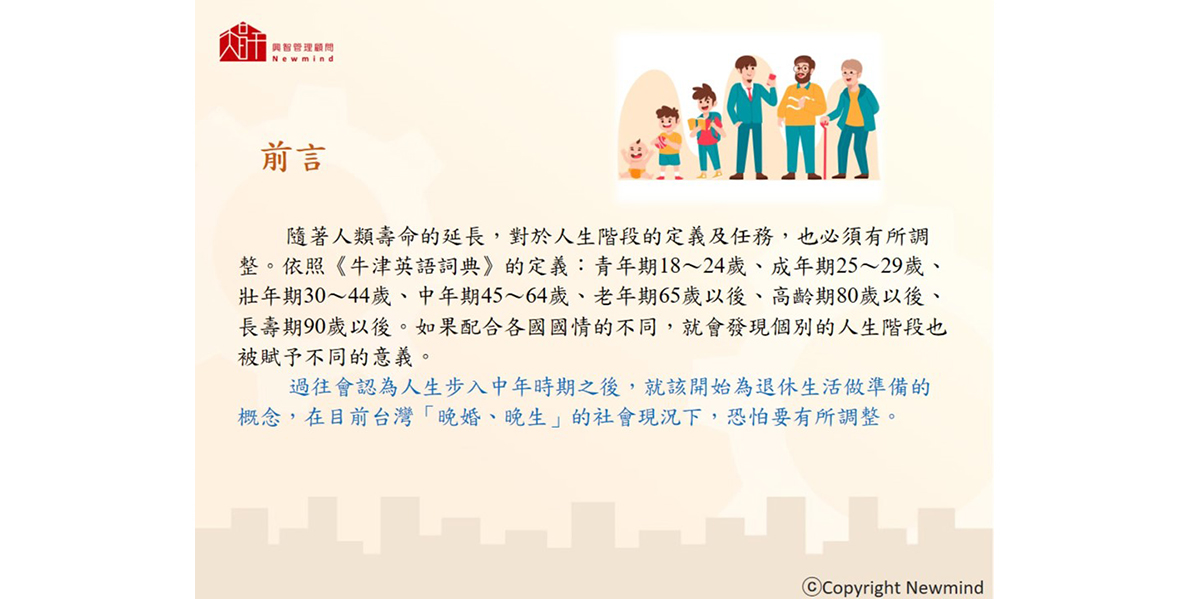 興智管理顧問
Newmind
前言
隨著人類壽命的延長，對於人生階段的定義及任務，也必須有所調
整。依照《牛津英語詞典》的定義：青年期18～24歲、成年期25～29歲、
壯年期30～44歲、中年期45～64歲、老年期65歲以後、高齡期80歲以後、
長壽期90歲以後。如果配合各國國情的不同，就會發現個別的人生階段也
被賦予不同的意義。
過往會認為人生步入中年時期之後，就該開始為退休生活做準備的
概念，在目前台灣「晚婚、晚生」的社會現況下，恐怕要有所調整。
ⓒCopyright Newmind